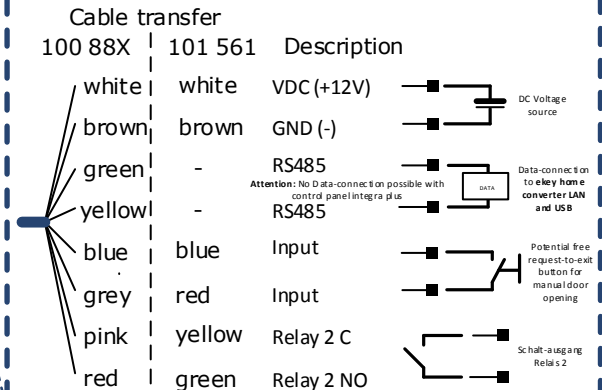 Cable transfer
100 88X 101 561 Description
white white VDC (+12V)
DC Voltage
source
brown brown GND (-)
green - RS485
Attention: No Data-connection possible with
control panel integra plus
yellow - RS485
DATA
Data-connection
to ekey home
converter LAN
and USB
blue blue Input
grey red Input
Potential free
request-to-exit
button for
manual door
opening
pink yellow Relay 2 C
red green Relay 2 NO
Schalt-ausgang
Relais 2